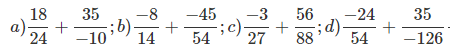 a) 18/24 + 35/-10; b) -8/14 + -45/54; c) -3/27 + 56/88; d) -24/54 + 35/-126.